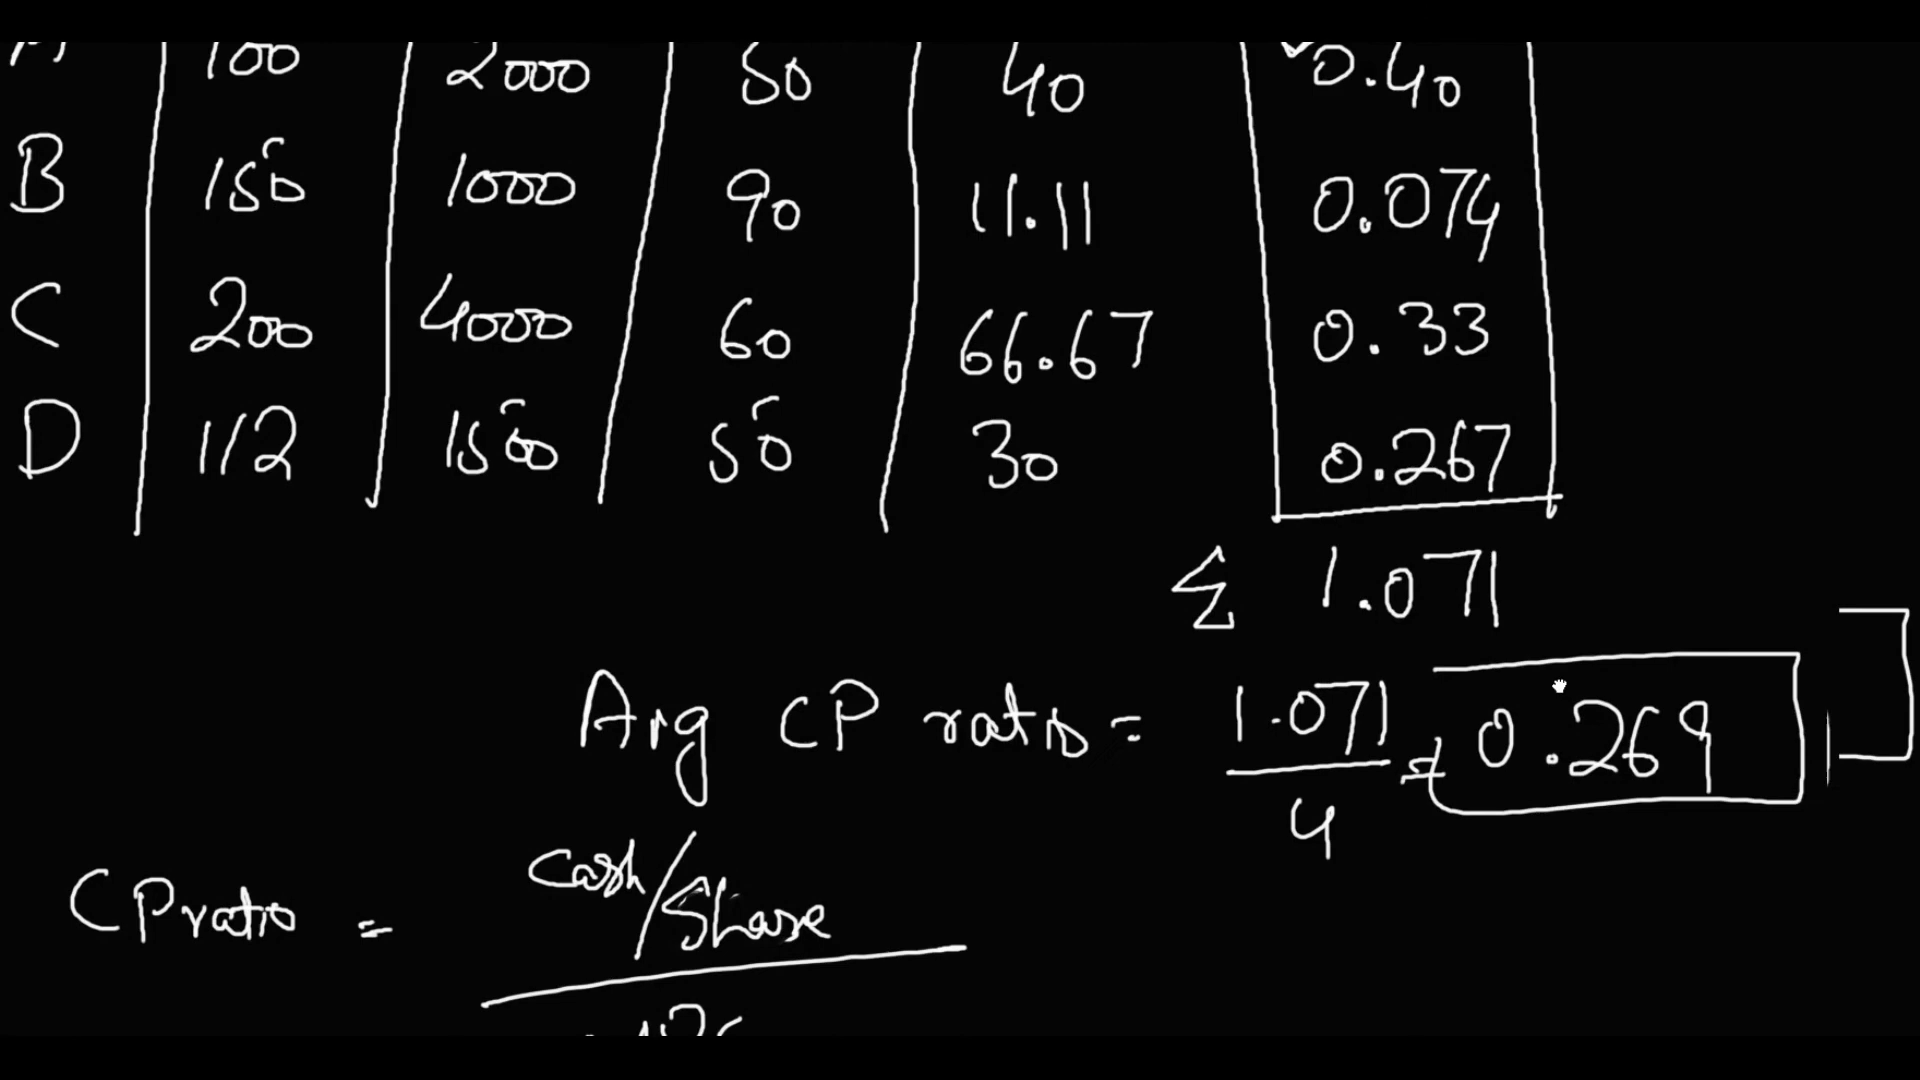 A 100 2000 50 40 0.40
B 150 1000 90 11.11 0.074
C 200 4000 60 66.67 0.33
D 112 1500 50 30 0.267
Σ 1.071
Avg CP ratio = 1.071 / 4 = 0.269
CP ratio = Cash/Share